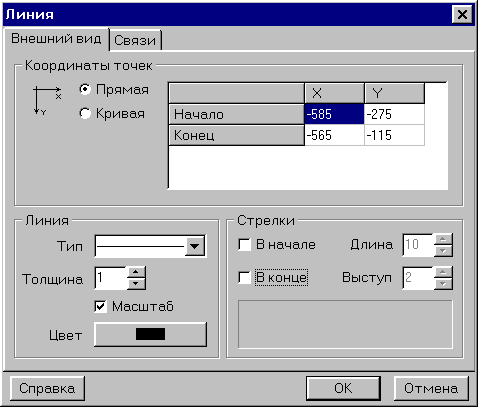 Линия
Внешний вид Связи
Координаты точек
X
Y
Прямая
Кривая
X Y
Начало -585 -275
Конец -565 -115
Линия
Тип
Толщина 1
Масштаб
Цвет
Стрелки
В начале Длина 10
В конце Выступ 2
Справка OK Отмена